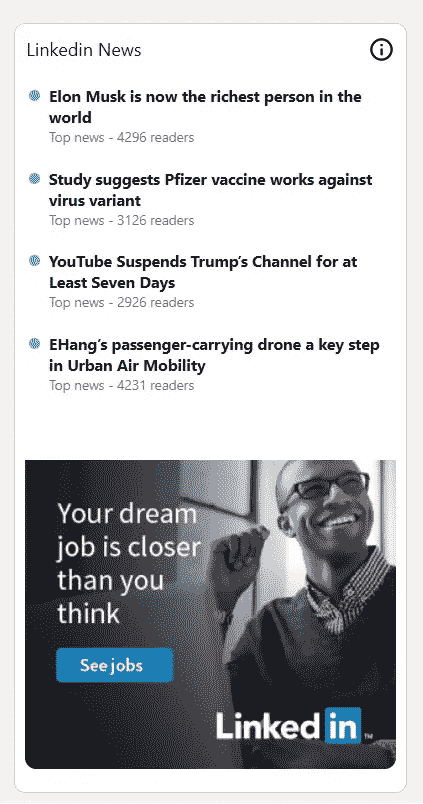 Linkedin News
Elon Musk is now the richest person in the
world
Top news - 4296 readers
Study suggests Pfizer vaccine works against
virus variant
Top news - 3126 readers
YouTube Suspends Trump’s Channel for at
Least Seven Days
Top news - 2926 readers
EHang’s passenger-carrying drone a key step
in Urban Air Mobility
Top news - 4231 readers
Your dream
job is closer
than you
think
See jobs
Linked in ™